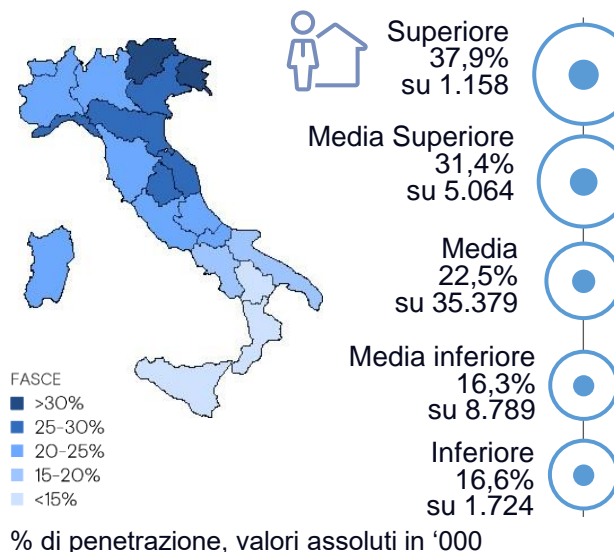 Superiore
37,9%
su 1.158
Media Superiore
31,4%
su 5.064
Media
22,5%
su 35.379
Media inferiore
16,3%
su 8.789
Inferiore
16,6%
su 1.724
FASCE
>30%
25-30%
20-25%
15-20%
<15%
% di penetrazione, valori assoluti in ‘000